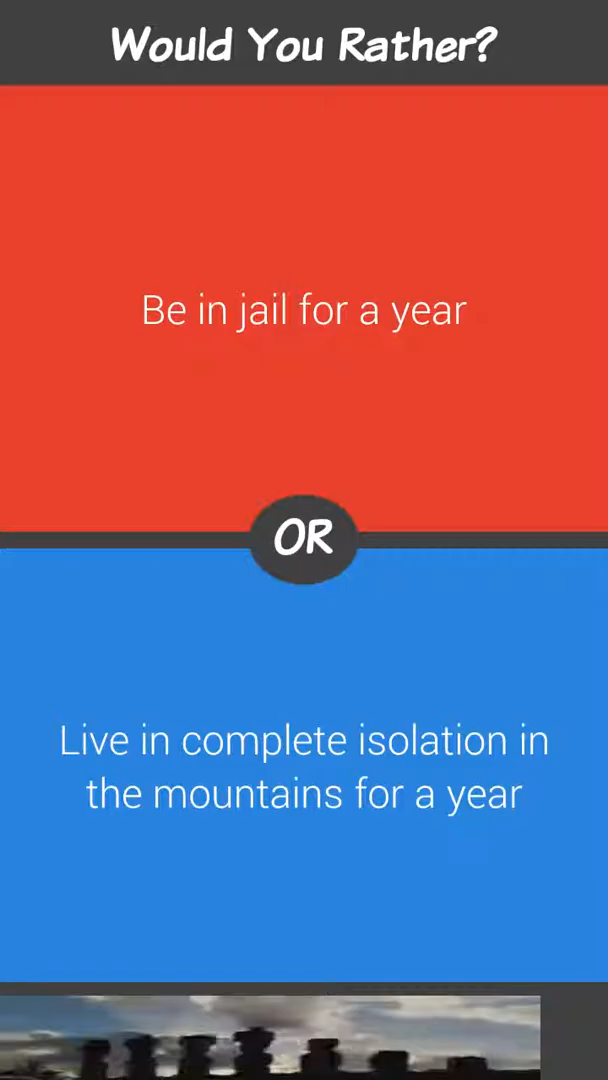 Would You Rather?
Be in jail for a year
OR
Live in complete isolation in
the mountains for a year